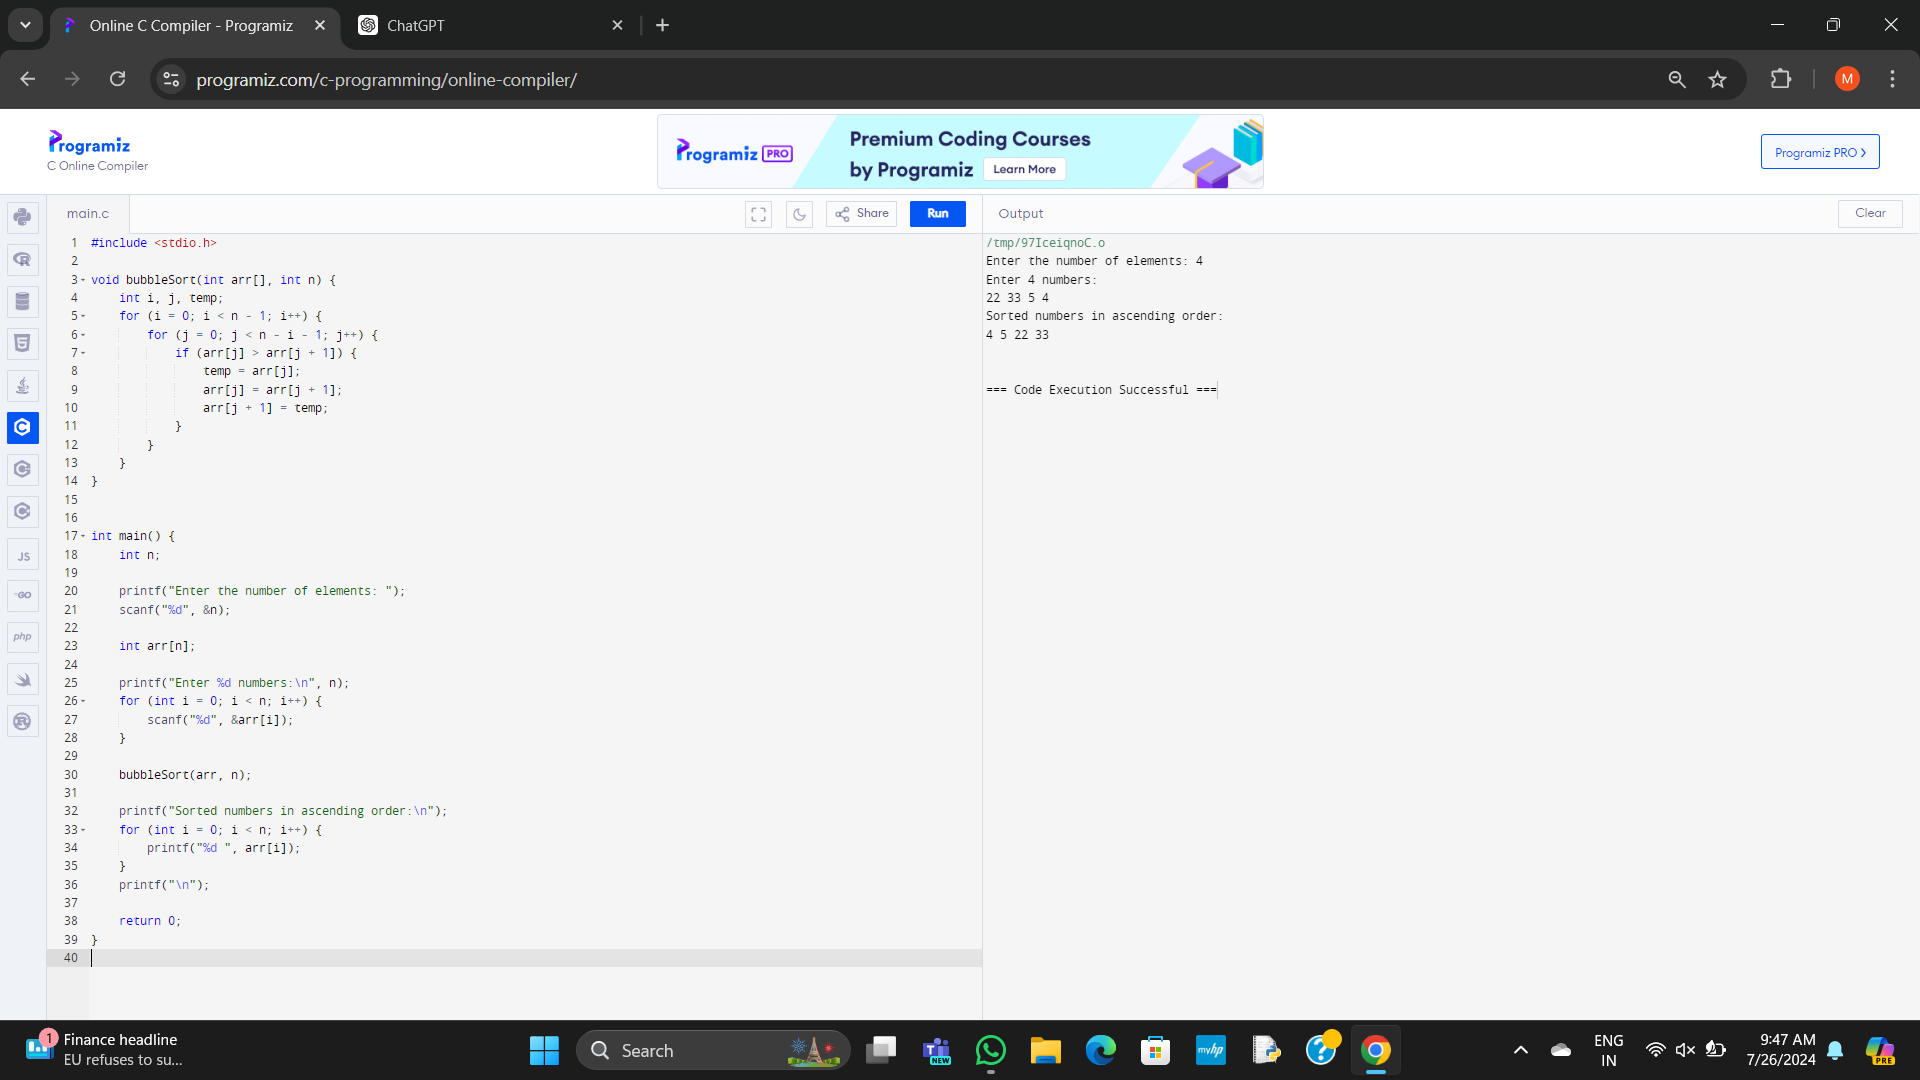 Online C Compiler - Programiz
ChatGPT
programiz.com/c-programming/online-compiler/
M
Programiz
C Online Compiler
Programiz PRO
Premium Coding Courses
by Programiz
Learn More
Programiz PRO
main.c
Share
Run
Output
Clear
1 #include <stdio.h>
2
3 void bubbleSort(int arr[], int n) {
4     int i, j, temp;
5     for (i = 0; i < n - 1; i++) {
6         for (j = 0; j < n - i - 1; j++) {
7             if (arr[j] > arr[j + 1]) {
8                 temp = arr[j];
9                 arr[j] = arr[j + 1];
10                 arr[j + 1] = temp;
11             }
12         }
13     }
14 }
15
16
17 int main() {
18     int n;
19
20     printf("Enter the number of elements: ");
21     scanf("%d", &n);
22
23     int arr[n];
24
25     printf("Enter %d numbers:\n", n);
26     for (int i = 0; i < n; i++) {
27         scanf("%d", &arr[i]);
28     }
29
30     bubbleSort(arr, n);
31
32     printf("Sorted numbers in ascending order:\n");
33     for (int i = 0; i < n; i++) {
34         printf("%d ", arr[i]);
35     }
36     printf("\n");
37
38     return 0;
39 }
40
/tmp/97IceiqnoC.o
Enter the number of elements: 4
Enter 4 numbers:
22 33 5 4
Sorted numbers in ascending order:
4 5 22 33
=== Code Execution Successful ===
JS
GO
php
1
Finance headline
EU refuses to su...
Search
NEW
myhp
ENG
IN
9:47 AM
7/26/2024
PRE